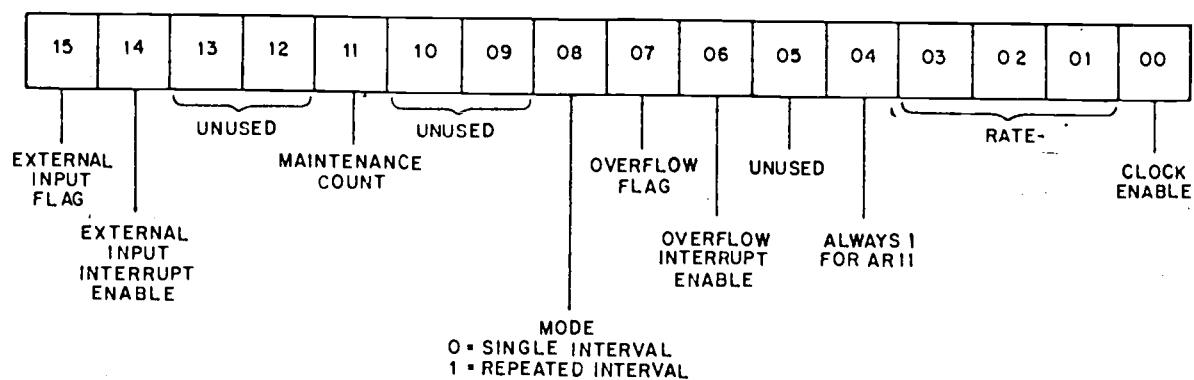 15 14 13 12 11 10 09 08 07 06 05 04 03 02 01 00
UNUSED
UNUSED
RATE-
EXTERNAL
INPUT
FLAG
MAINTENANCE
COUNT
OVERFLOW
FLAG
UNUSED
CLOCK
ENABLE
EXTERNAL
INPUT
INTERRUPT
ENABLE
OVERFLOW
INTERRUPT
ENABLE
ALWAYS 1
FOR AR11
MODE
0 = SINGLE INTERVAL
1 = REPEATED INTERVAL